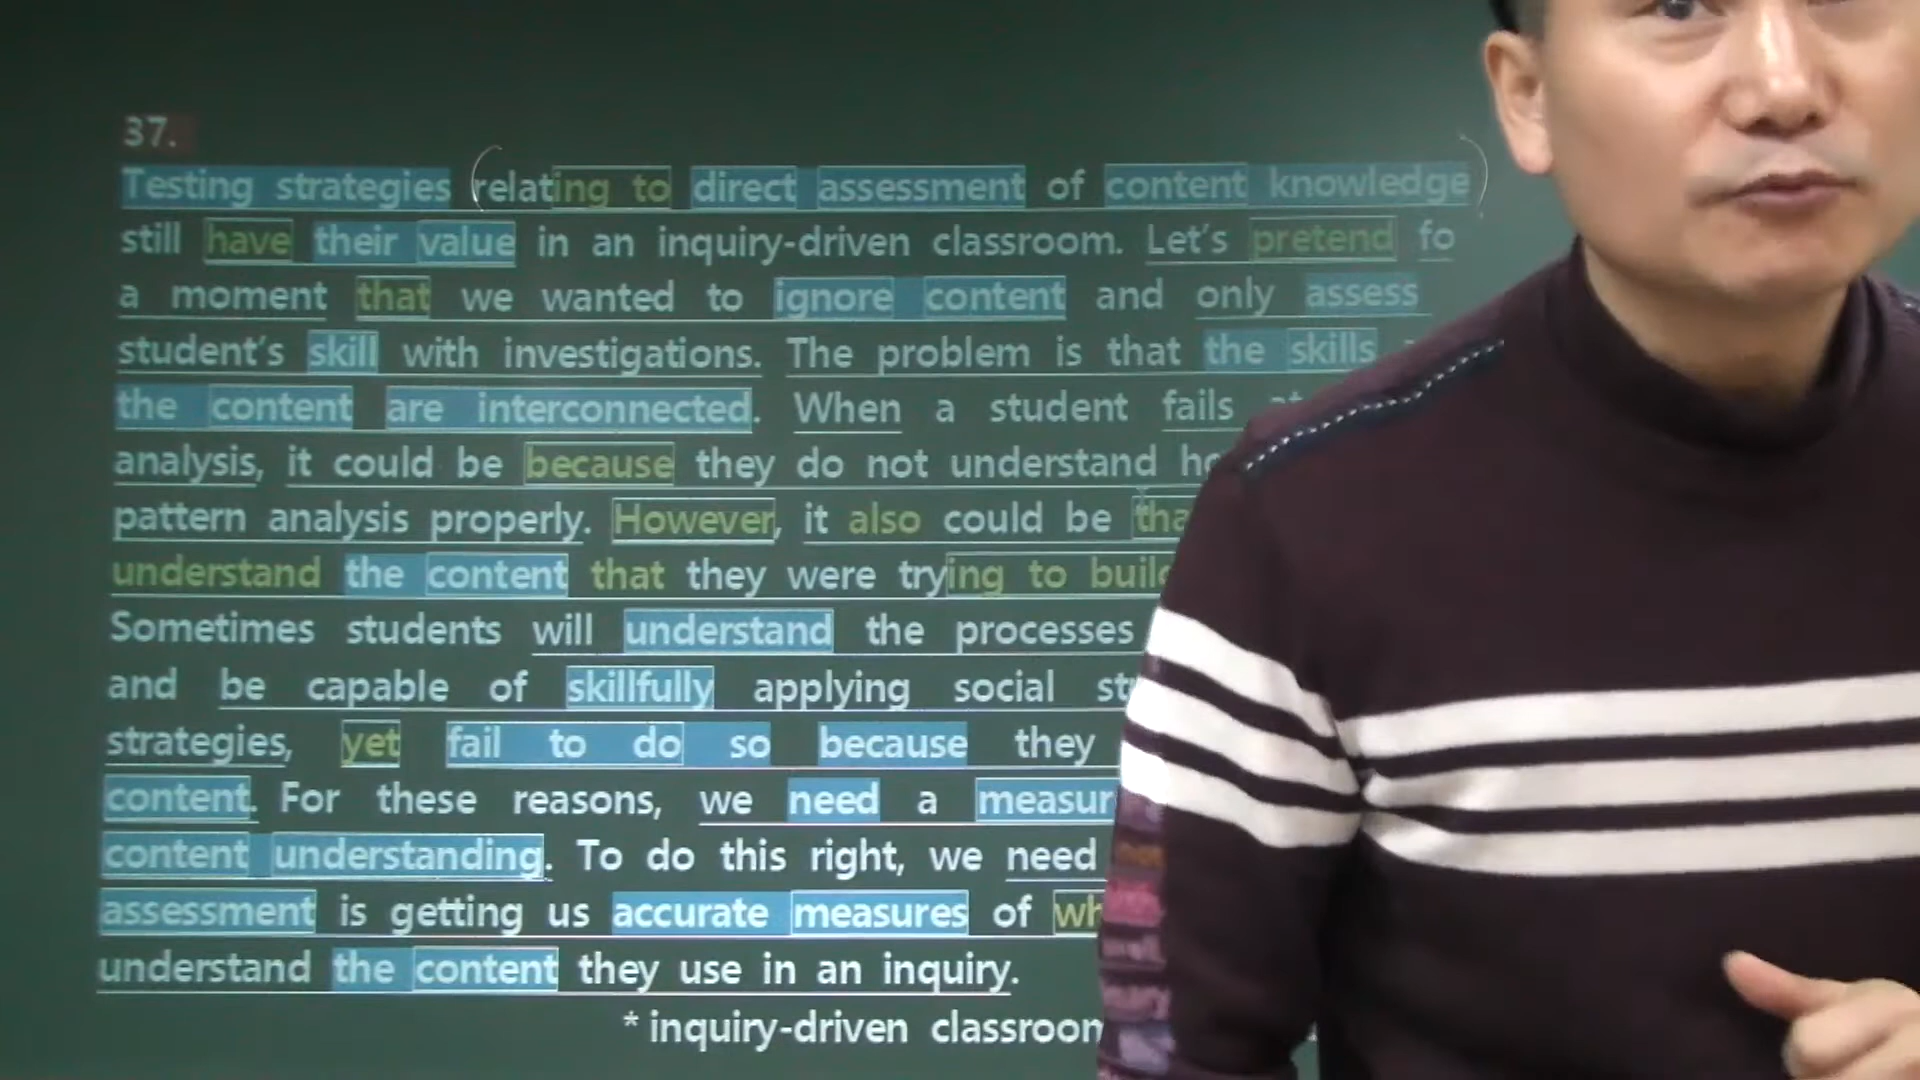 37.
Testing strategies (relating to direct assessment of content knowledge)
still have their value in an inquiry-driven classroom. Let's pretend fo
a moment that we wanted to ignore content and only assess
student's skill with investigations. The problem is that the skills
the content are interconnected. When a student fails
analysis, it could be because they do not understand
pattern analysis properly. However, it also could be tha
understand the content that they were trying to build
Sometimes students will understand the processes
and be capable of skillfully applying social
strategies, yet fail to do so because they
content. For these reasons, we need a measur
content understanding. To do this right, we need
assessment is getting us accurate measures of wh
understand the content they use in an inquiry.
* inquiry-driven classroom